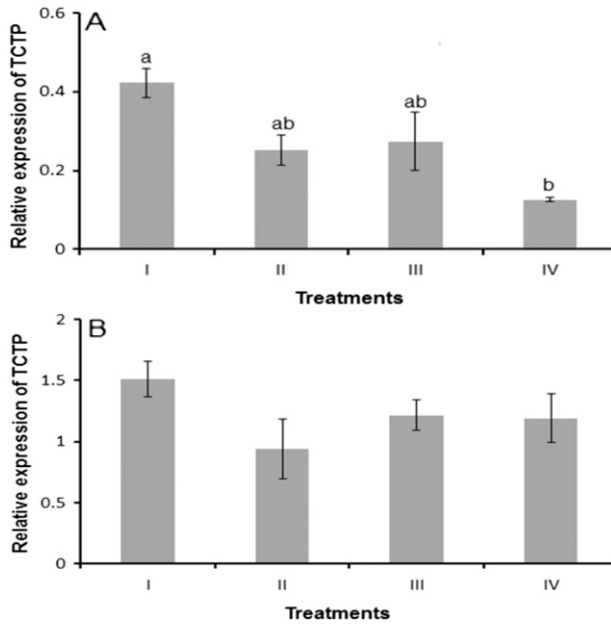 A
Relative expression of TCTP
0.6
0.4
0.2
0
a
ab
ab
b
I
II
III
IV
Treatments
B
Relative expression of TCTP
2
1.5
1
0.5
0
I
II
III
IV
Treatments